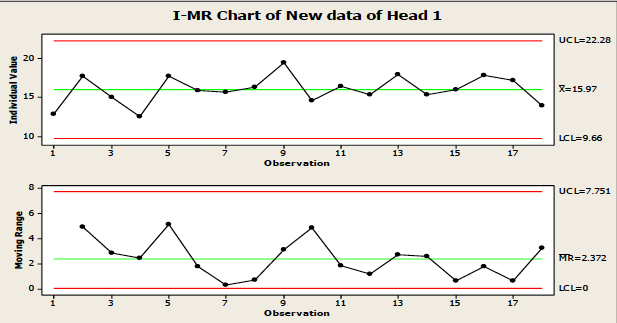 I-MR Chart of New data of Head 1
UCL=22.28
20
15
10
Individual Value
X̅=15.97
LCL=9.66
1 3 5 7 9 11 13 15 17
Observation
8
6
4
2
0
Moving Range
UCL=7.751
M̅R̅=2.372
LCL=0
1 3 5 7 9 11 13 15 17
Observation